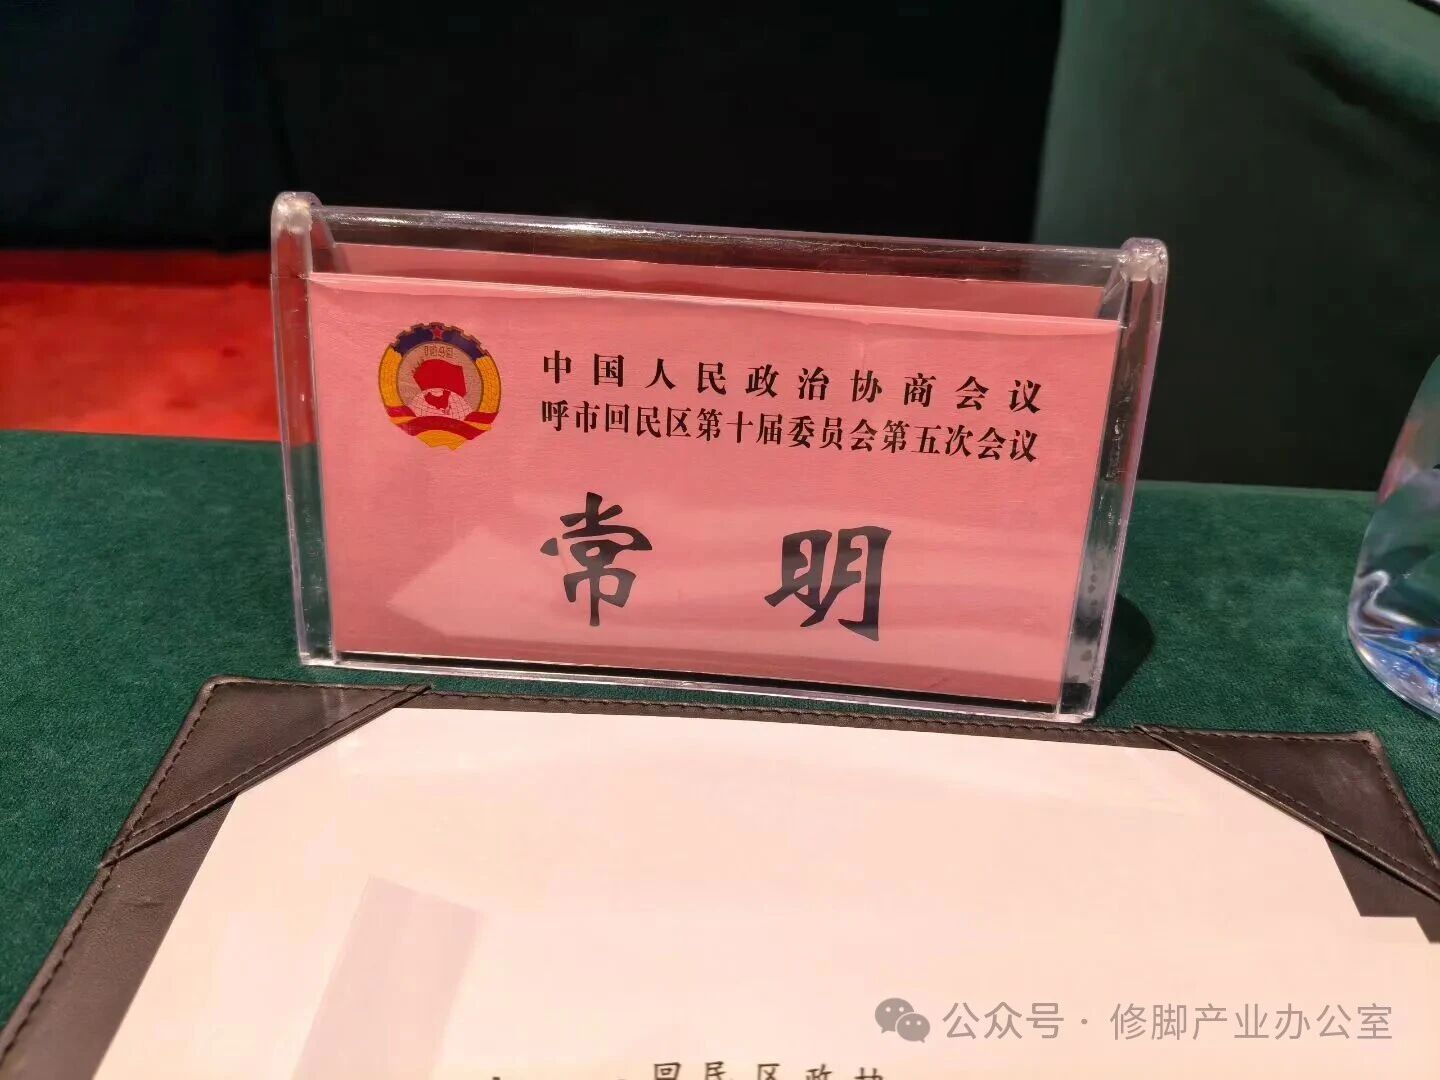 1949
中国人民政治协商会议
呼市回民区第十届委员会第五次会议
常明
回民区政协
公众号·修脚产业办公室